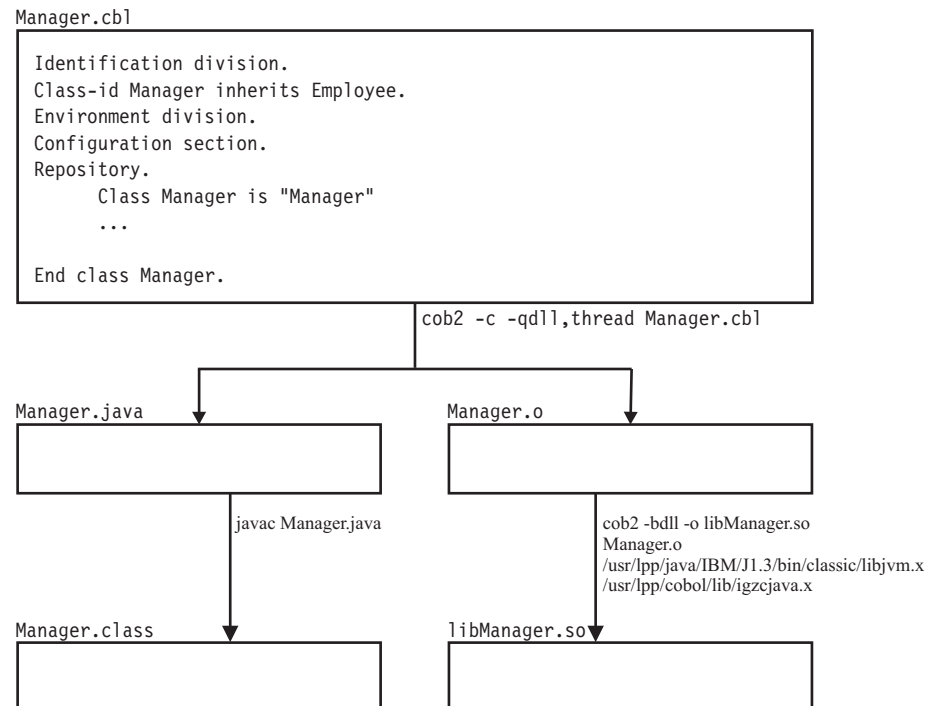 Manager.cbl
Identification division.
Class-id Manager inherits Employee.
Environment division.
Configuration section.
Repository.
Class Manager is "Manager"
...
End class Manager.
cob2 -c -qdll,thread Manager.cbl
Manager.java
Manager.o
javac Manager.java
cob2 -bdll -o libManager.so
Manager.o
/usr/lpp/java/IBM/J1.3/bin/classic/libjvm.x
/usr/lpp/cobol/lib/igzcjava.x
Manager.class
libManager.so